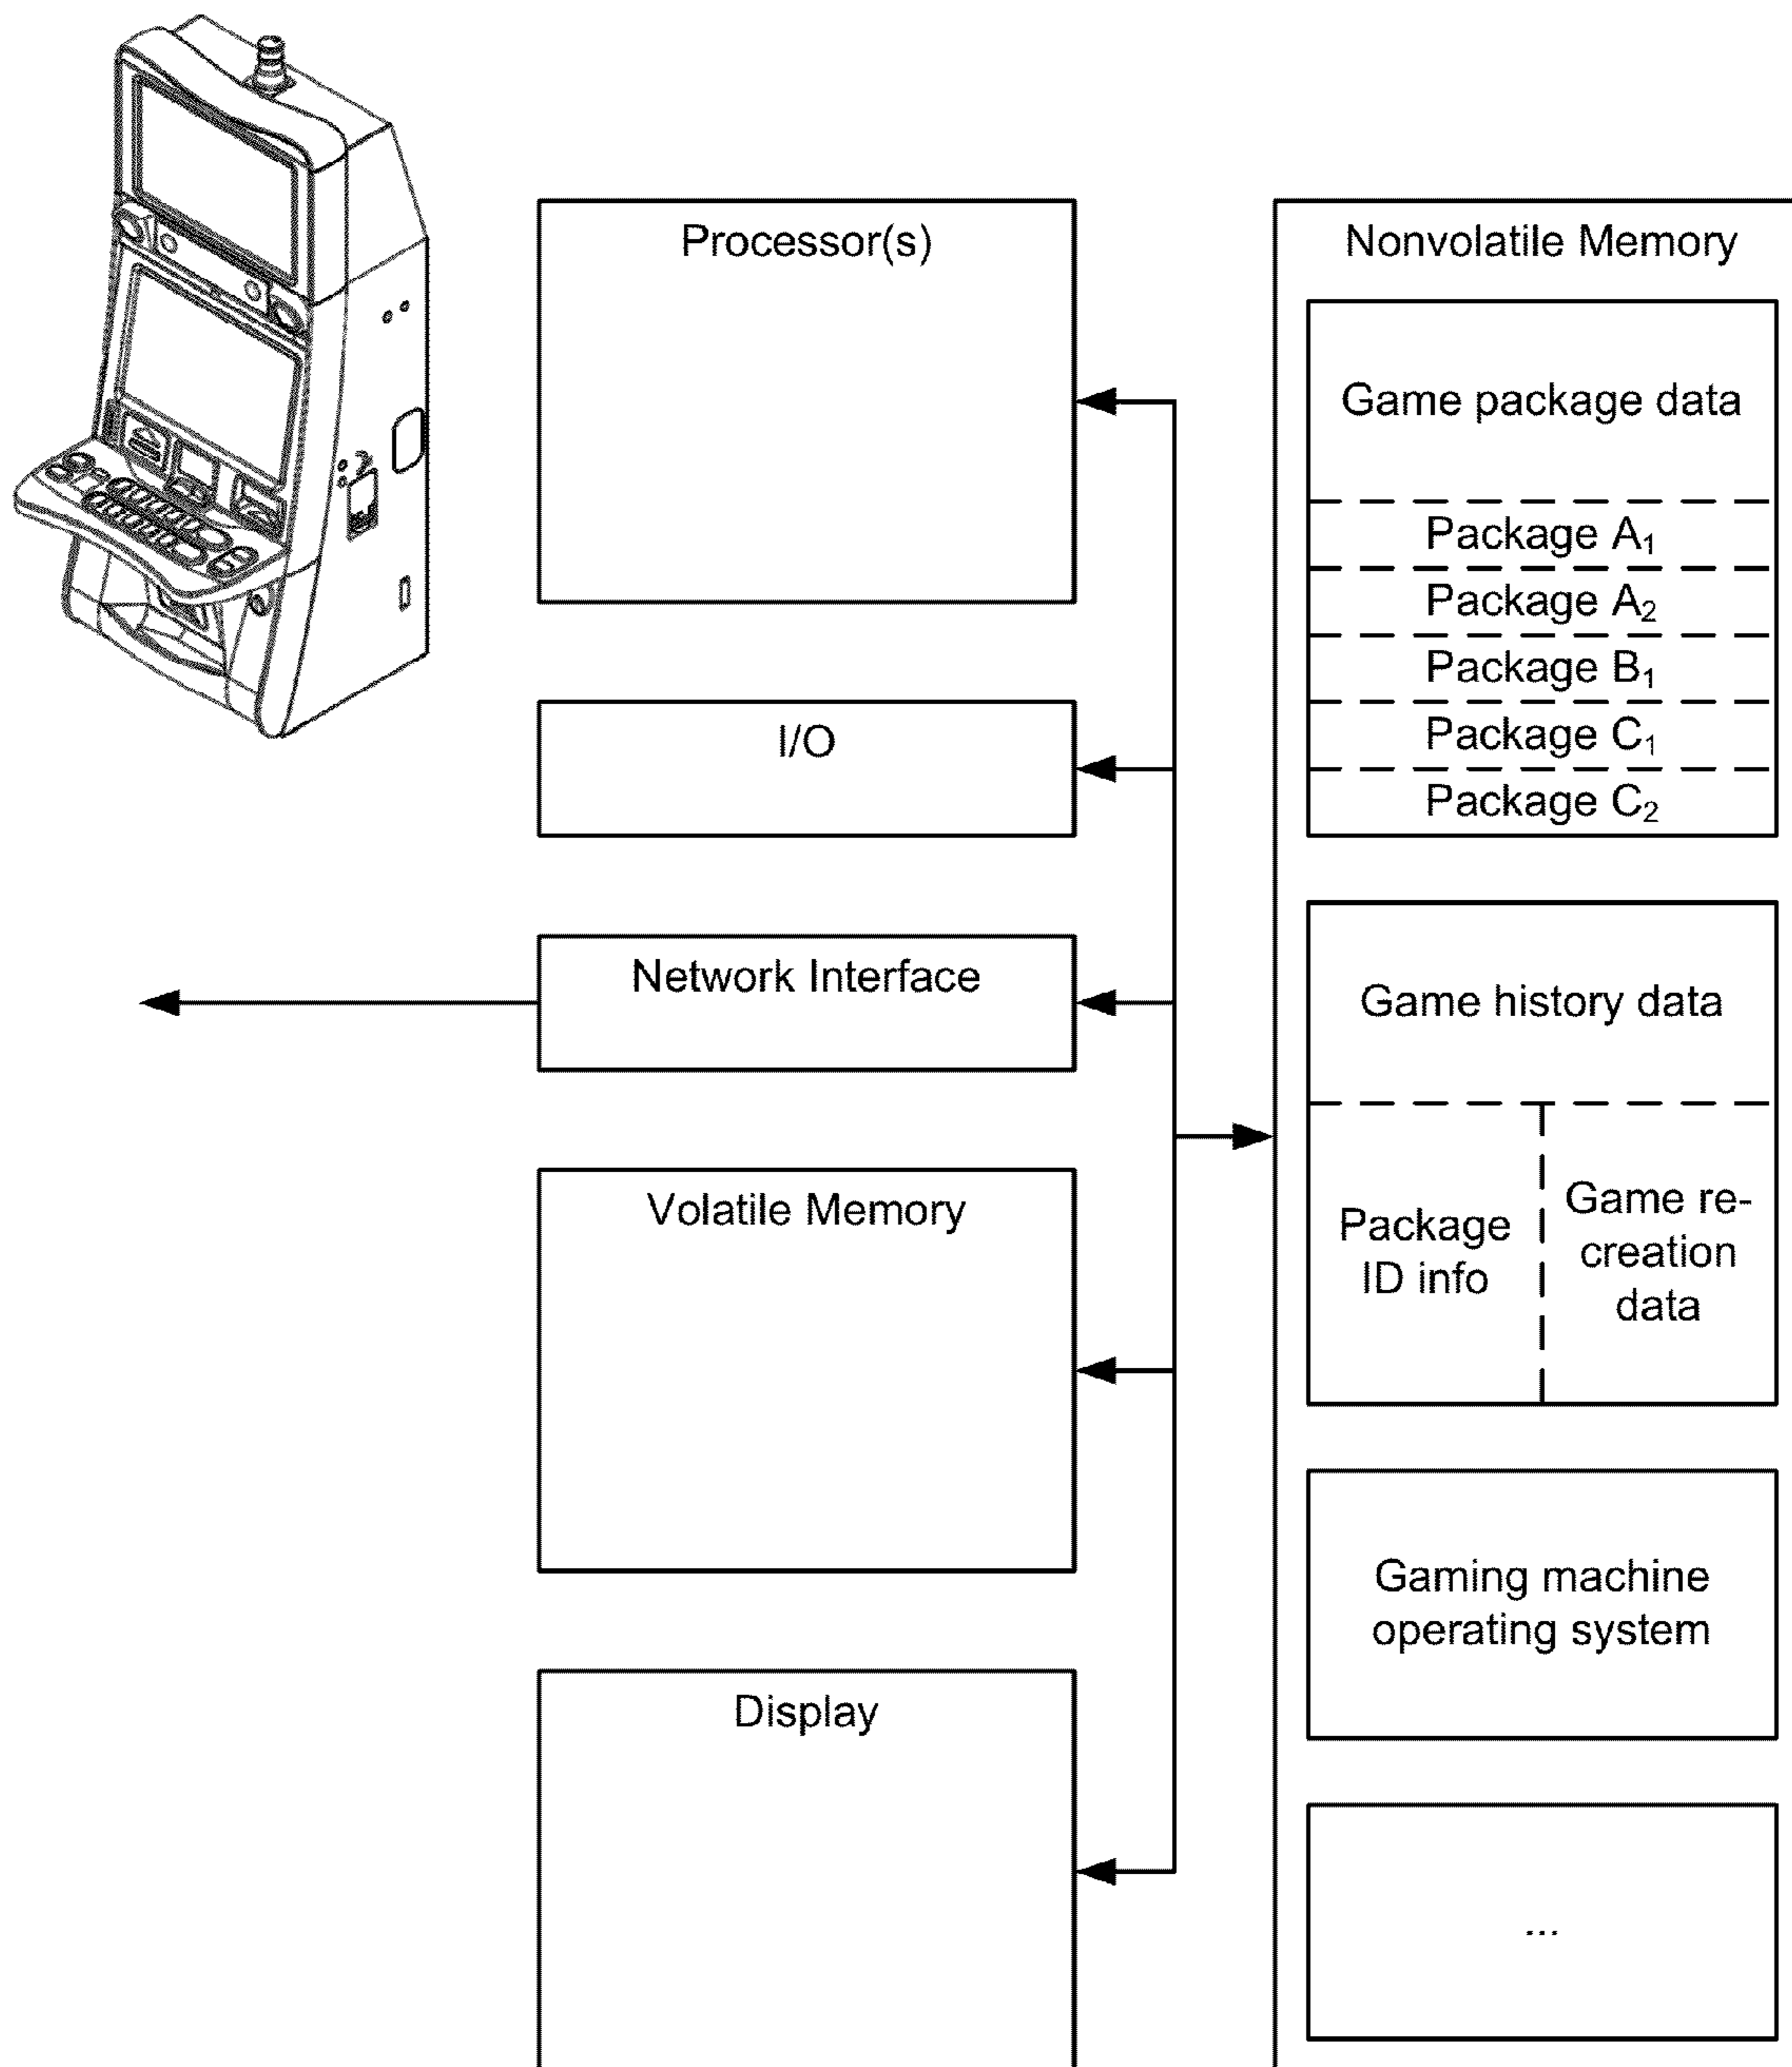 Processor(s)
I/O
Network Interface
Volatile Memory
Display
Nonvolatile Memory
Game package data
Package A₁
Package A₂
Package B₁
Package C₁
Package C₂
Game history data
Package
ID info
Game re-
creation
data
Gaming machine
operating system
...